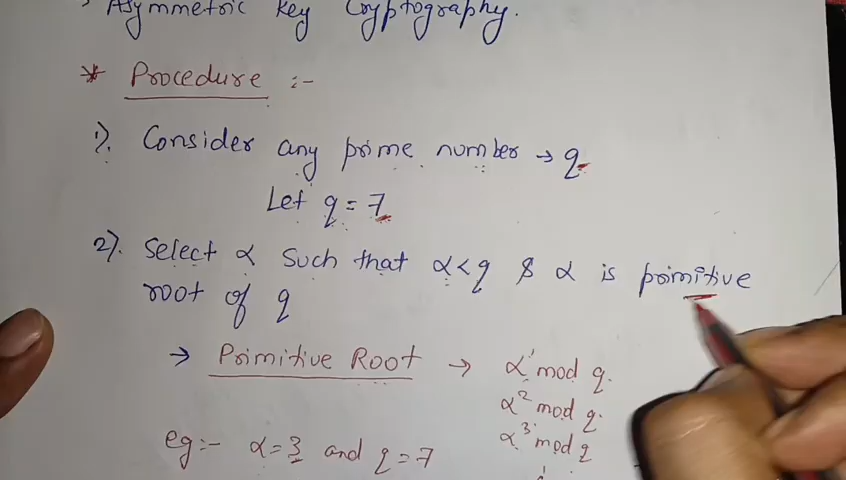 Asymmetric key Cryptography.
* Procedure :-
1). Consider any prime number → q
Let q = 7
2). Select α Such that α < q & α is primitive
root of q
→ Primitive Root → α¹ mod q.
α² mod q.
α³ mod q
eg:- α = 3 and q = 7